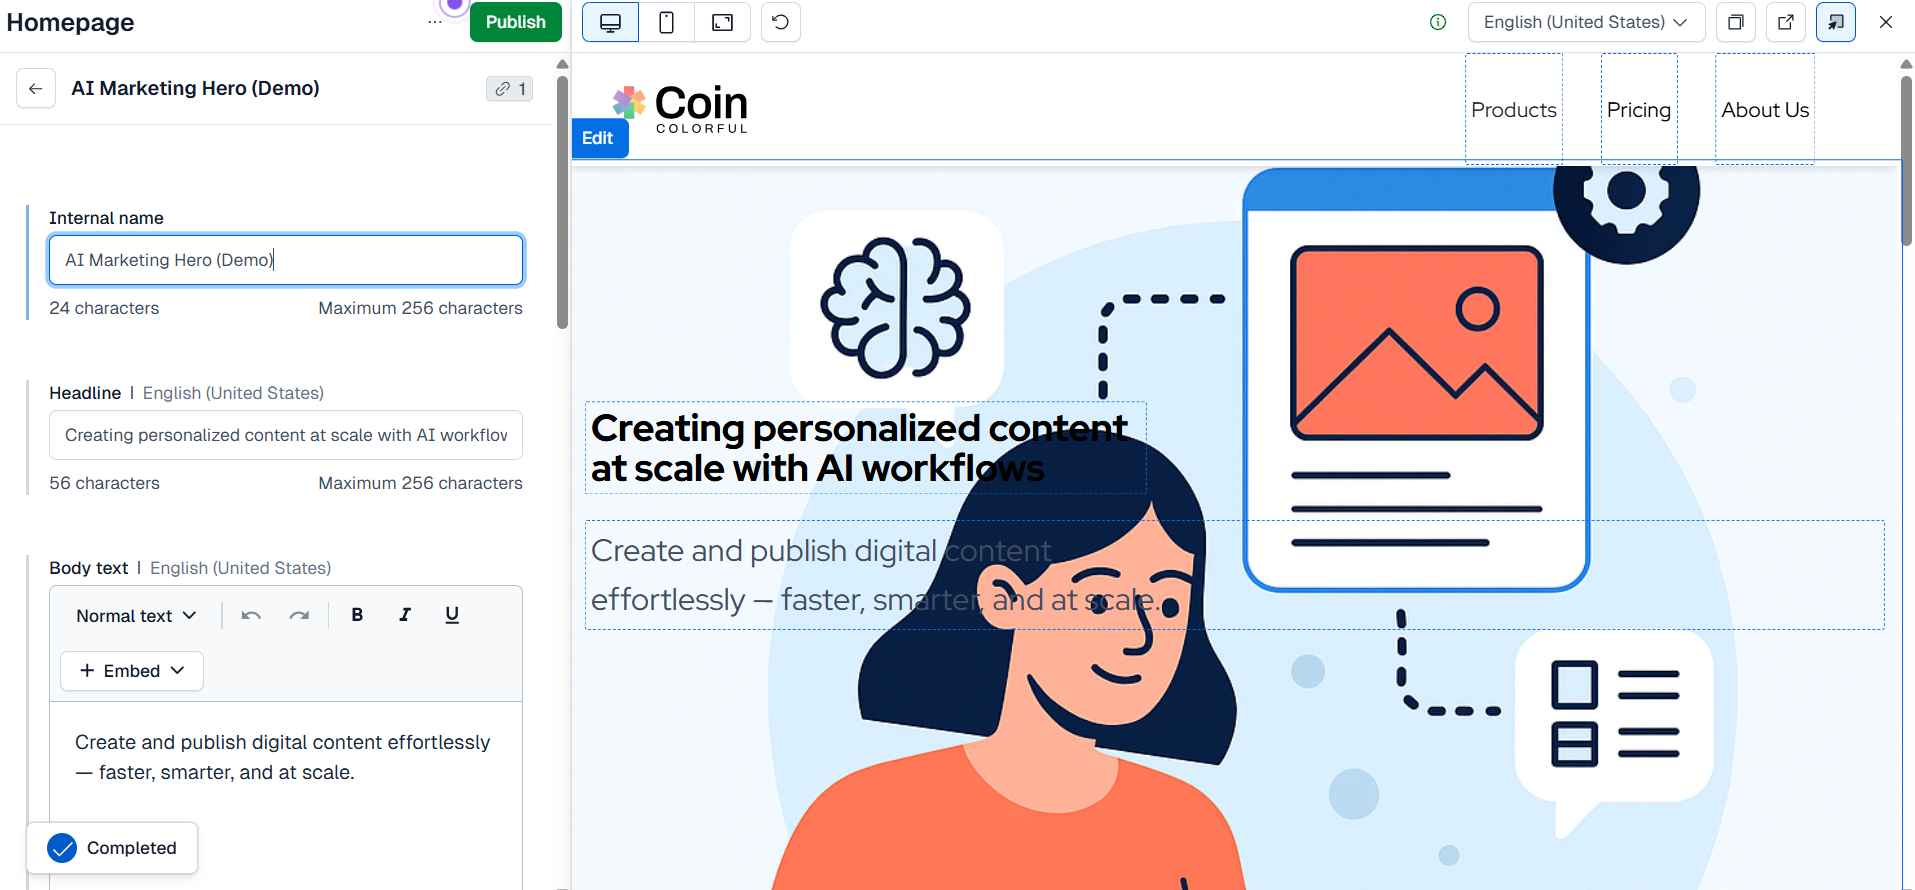 Homepage
...
Publish
English (United States)
AI Marketing Hero (Demo)
1
Internal name
AI Marketing Hero (Demo)
24 characters
Maximum 256 characters
Headline | English (United States)
Creating personalized content at scale with AI workflov
56 characters
Maximum 256 characters
Body text | English (United States)
Normal text
B I U
+ Embed
Create and publish digital content effortlessly
— faster, smarter, and at scale.
Completed
Coin
COLORFUL
Edit
Products
Pricing
About Us
Creating personalized content
at scale with AI workflows
Create and publish digital content
effortlessly — faster, smarter, and at scale.